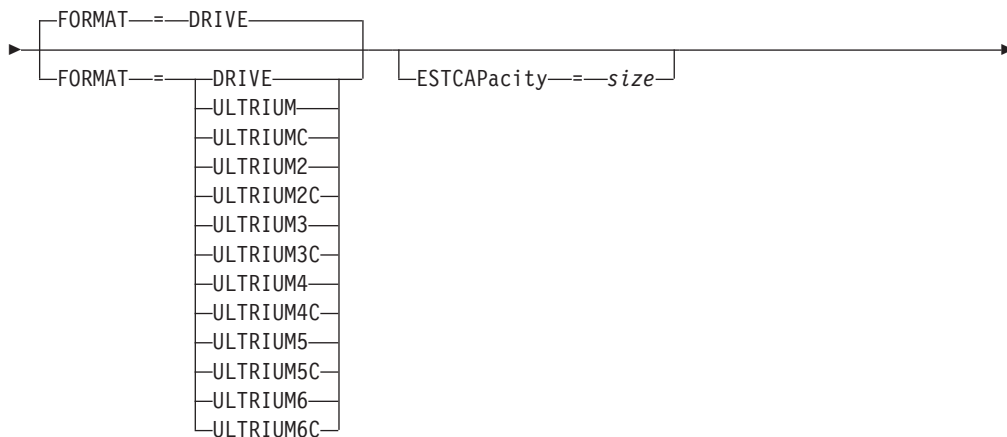 FORMAT = DRIVE
FORMAT = DRIVE ESTCAPacity = size
ULTRIUM
ULTRIUMC
ULTRIUM2
ULTRIUM2C
ULTRIUM3
ULTRIUM3C
ULTRIUM4
ULTRIUM4C
ULTRIUM5
ULTRIUM5C
ULTRIUM6
ULTRIUM6C